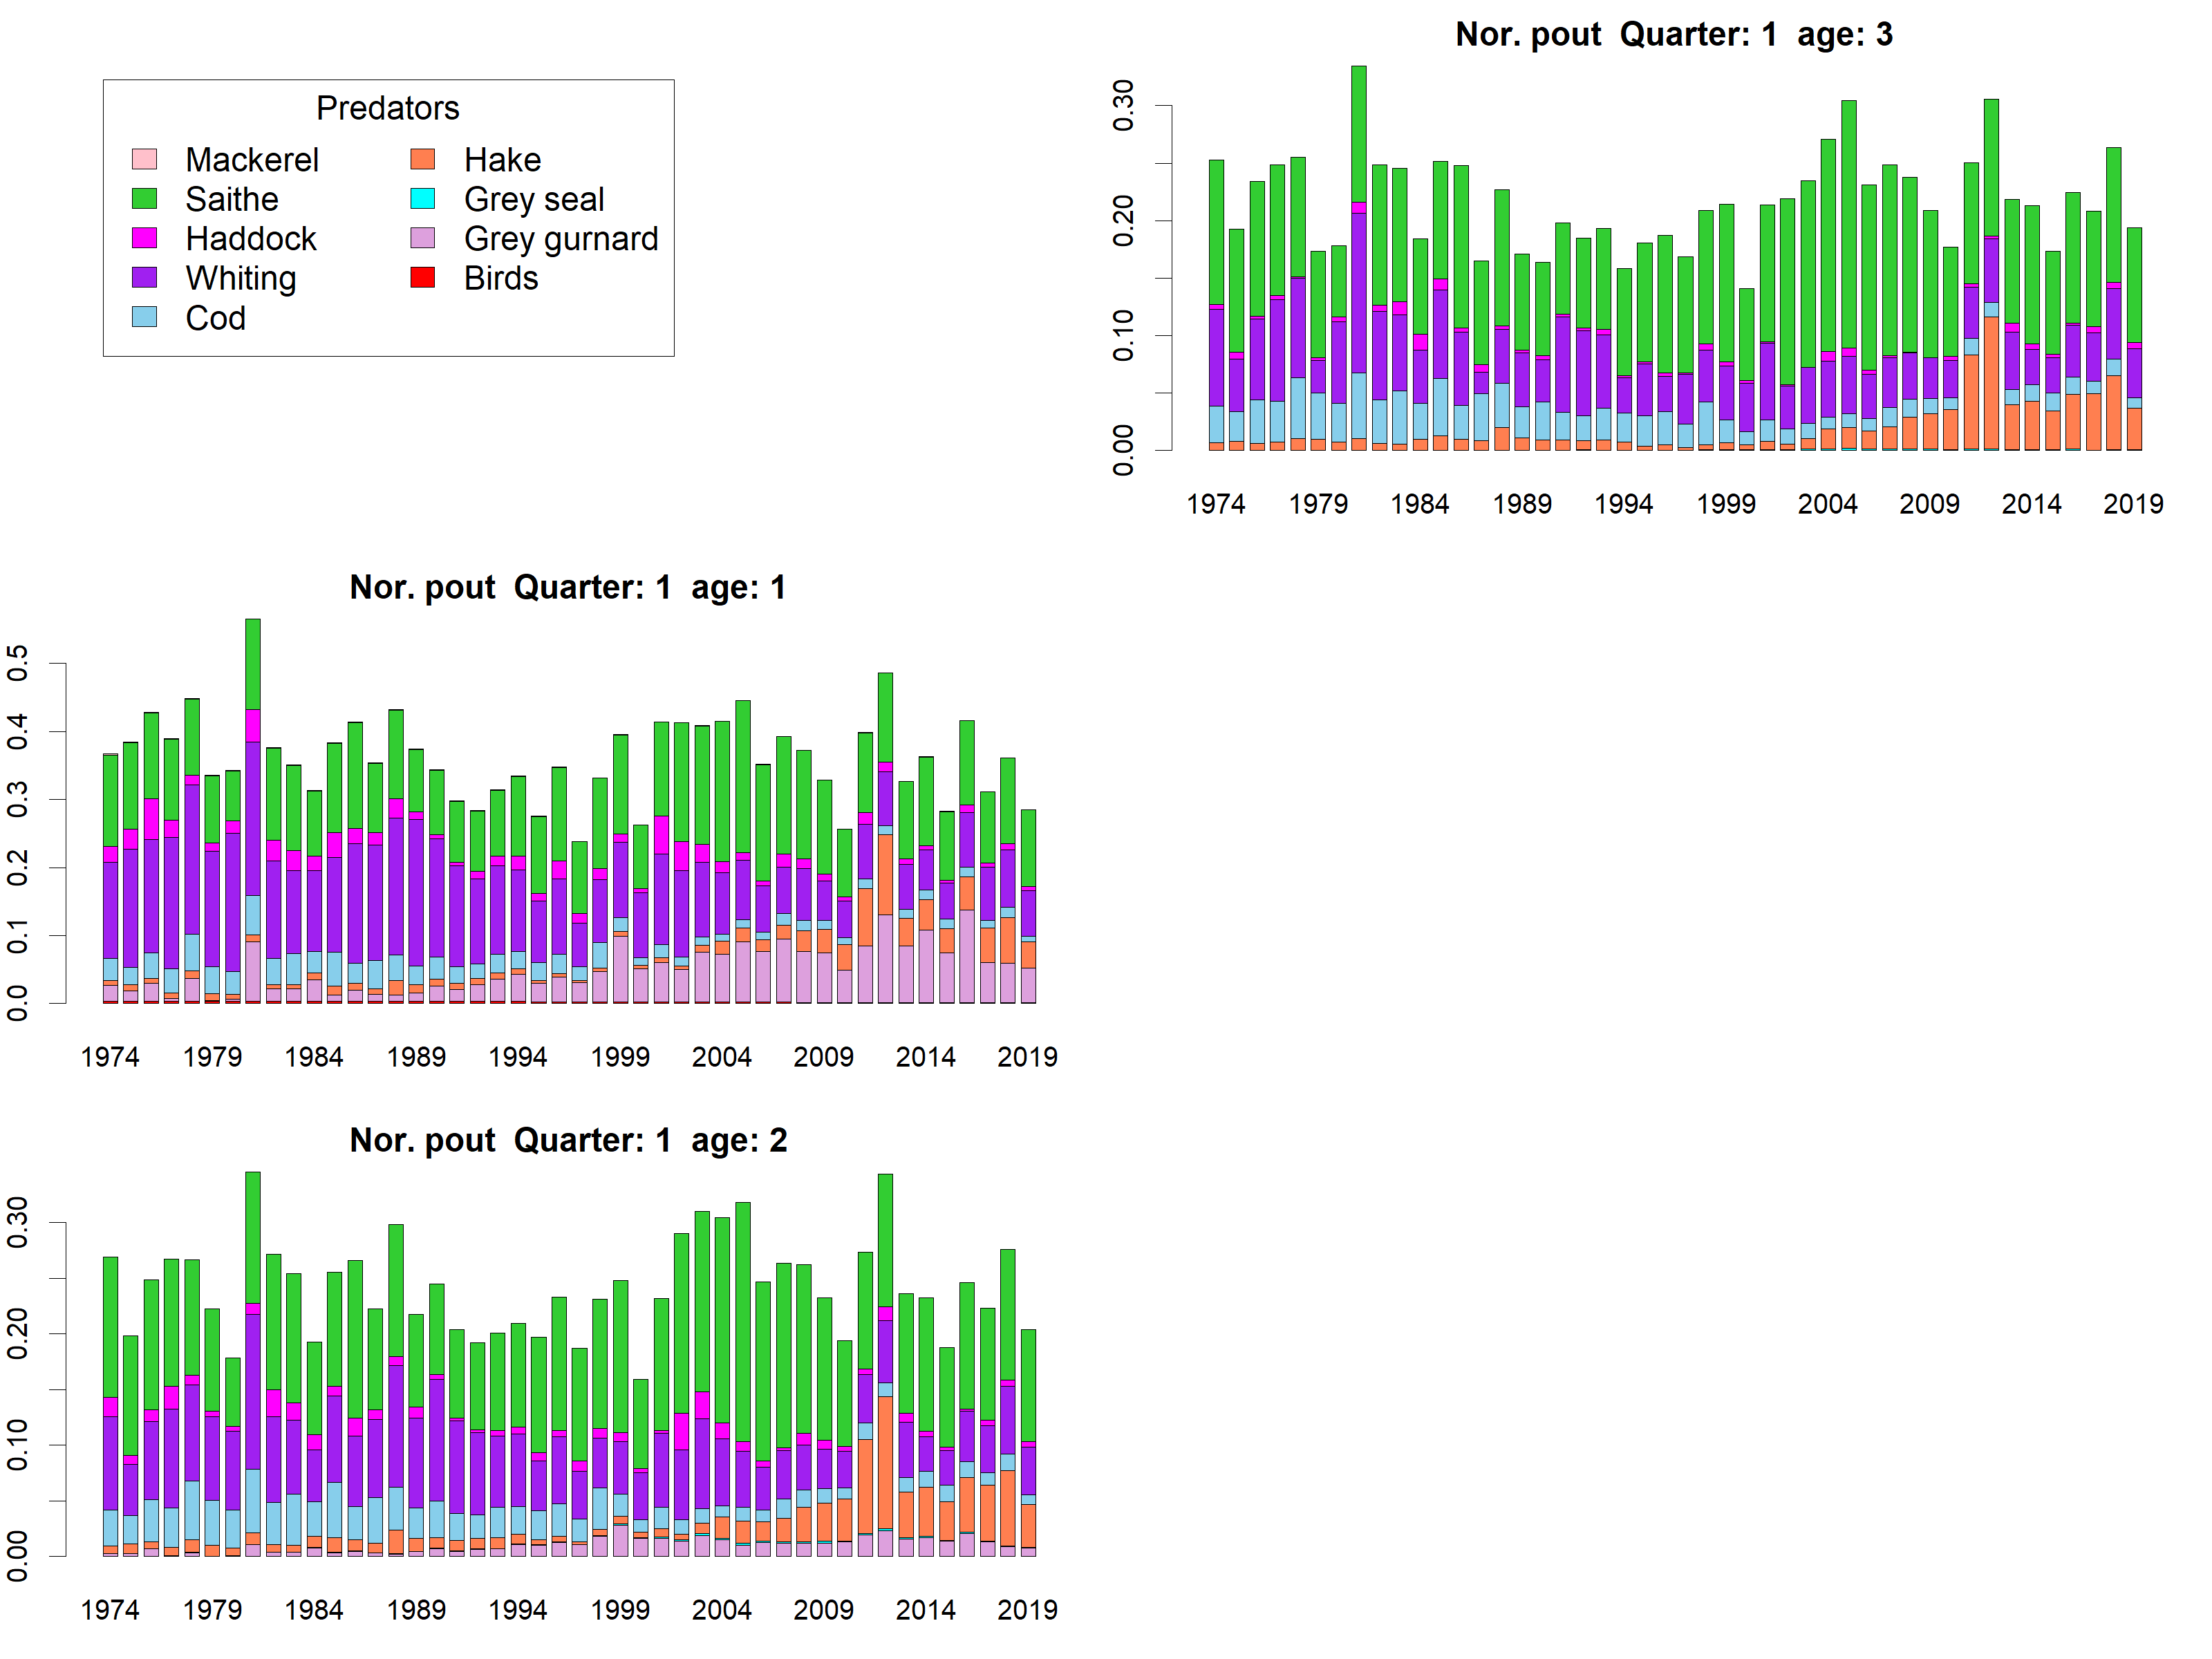 Predators
Mackerel
Saithe
Haddock
Whiting
Cod
Hake
Grey seal
Grey gurnard
Birds
Nor. pout Quarter: 1 age: 3
0.30
0.20
0.10
0.00
1974 1979 1984 1989 1994 1999 2004 2009 2014 2019
Nor. pout Quarter: 1 age: 1
0.5
0.4
0.3
0.2
0.1
0.0
1974 1979 1984 1989 1994 1999 2004 2009 2014 2019
Nor. pout Quarter: 1 age: 2
0.30
0.20
0.10
0.00
1974 1979 1984 1989 1994 1999 2004 2009 2014 2019